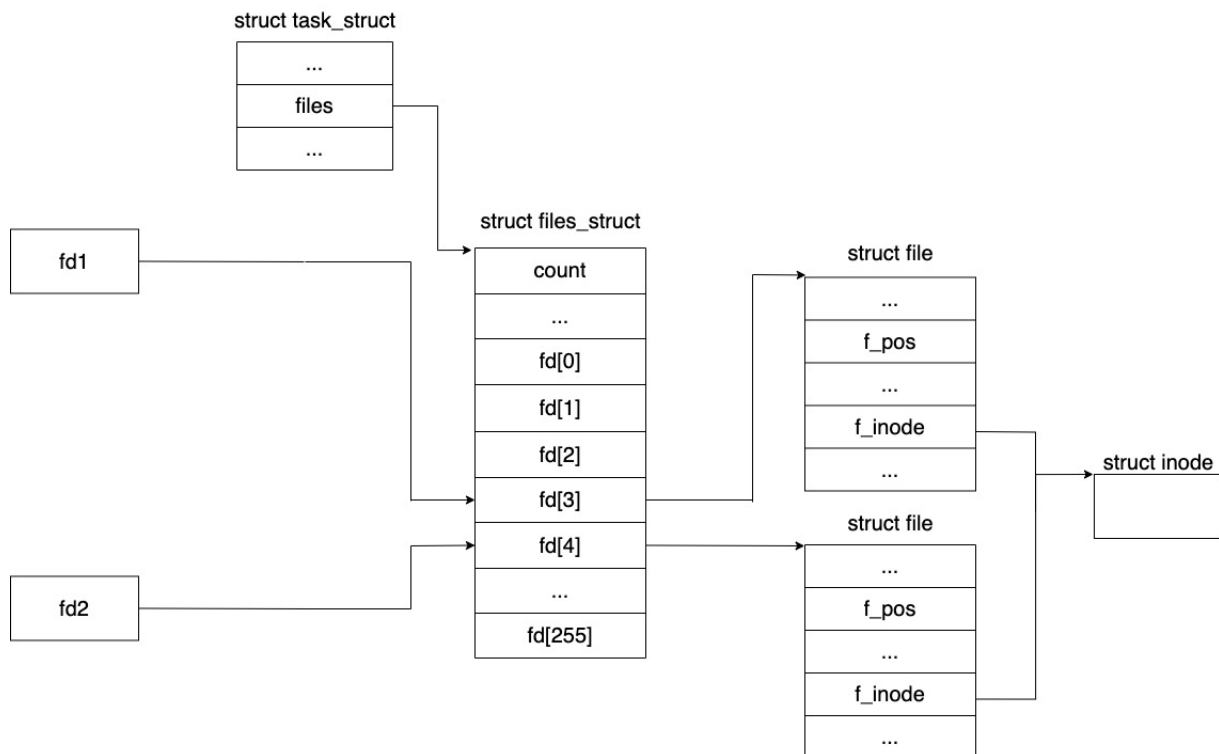 struct task_struct
...
files
...
struct files_struct
fd1
count
...
fd[0]
fd[1]
fd[2]
fd[3]
fd[4]
...
fd[255]
fd2
struct file
...
f_pos
...
f_inode
...
struct file
...
f_pos
...
f_inode
...
struct inode